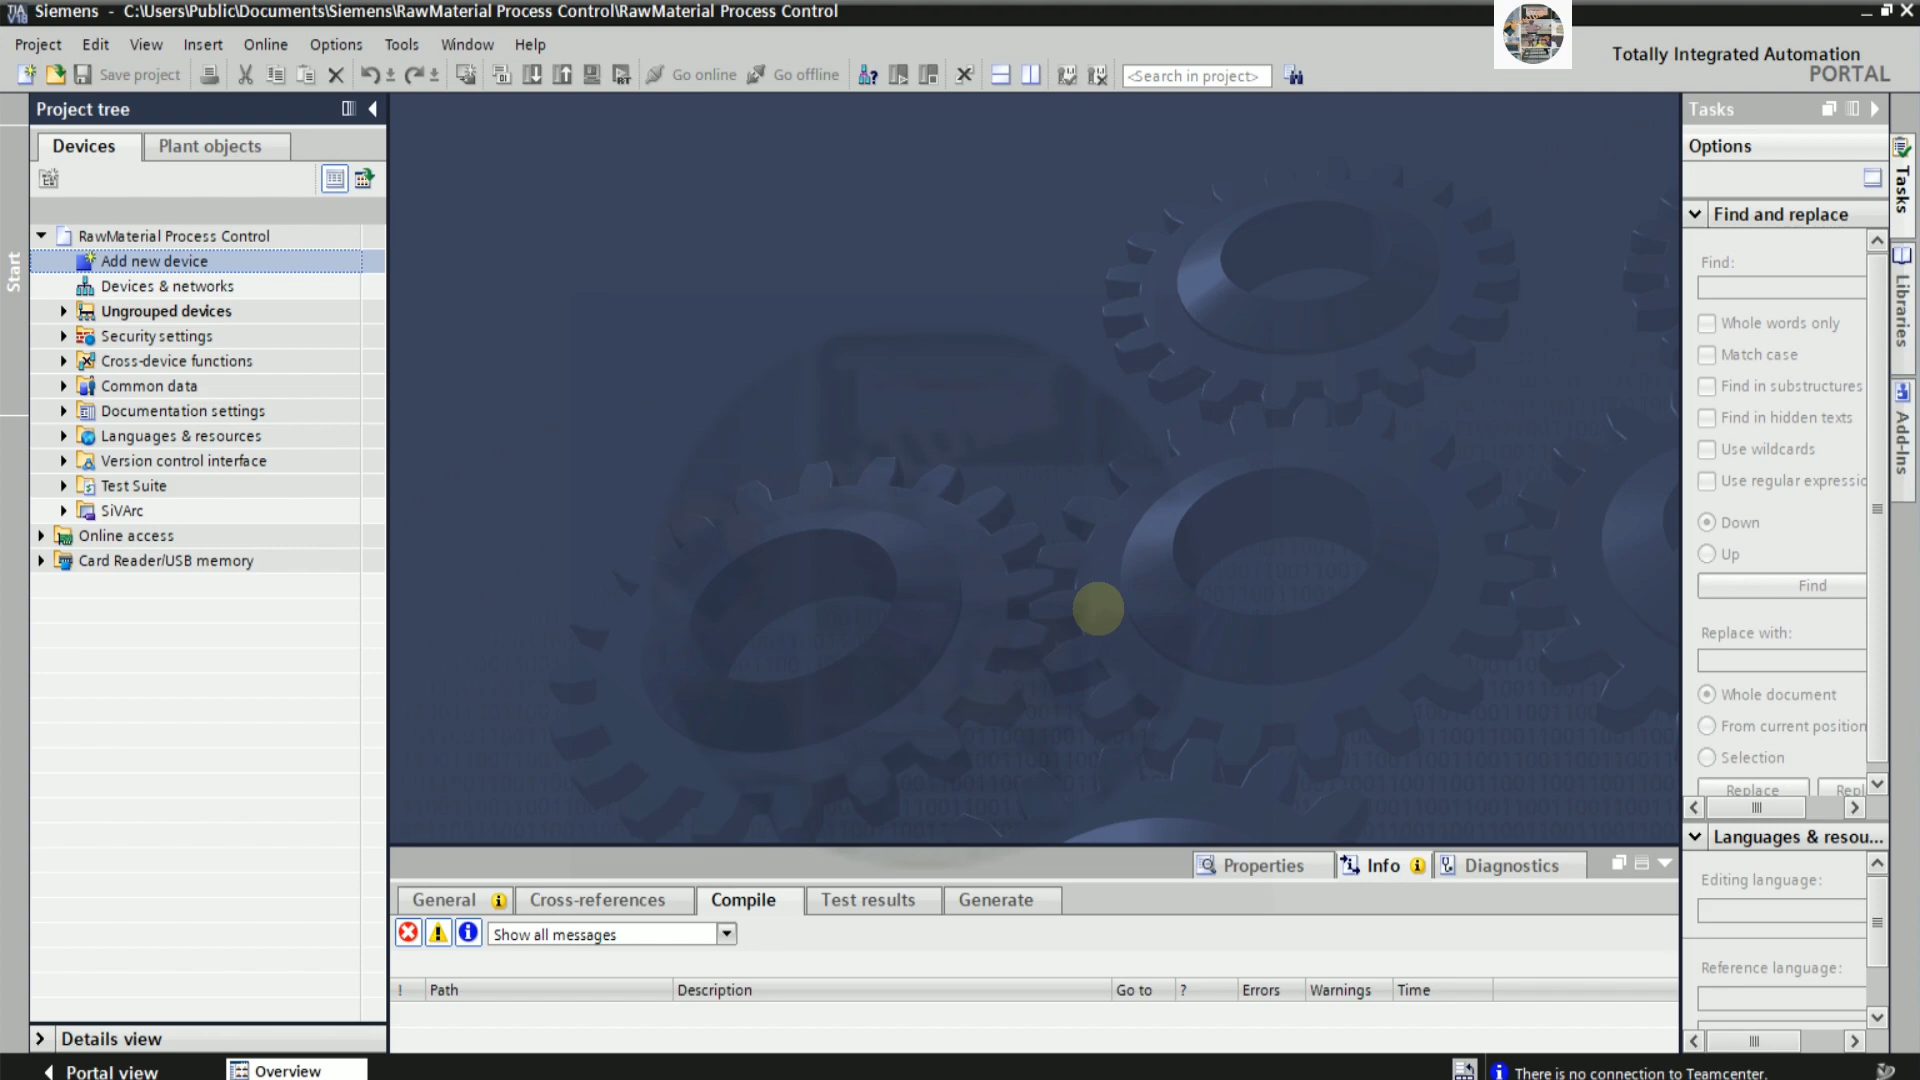 Siemens - C:\Users\Public\Documents\Siemens\RawMaterial Process Control\RawMaterial Process Control
Project Edit View Insert Online Options Tools Window Help
Totally Integrated Automation
PORTAL
Save project
Go online
Go offline
<Search in project>
Project tree
Devices
Plant objects
Start
RawMaterial Process Control
Add new device
Devices & networks
Ungrouped devices
Security settings
Cross-device functions
Common data
Documentation settings
Languages & resources
Version control interface
Test Suite
SiVArc
Online access
Card Reader/USB memory
Details view
Portal view
Overview
Properties
Info
Diagnostics
General
Cross-references
Compile
Test results
Generate
Show all messages
! Path Description Go to ? Errors Warnings Time
Tasks
Options
Find and replace
Find:
Whole words only
Match case
Find in substructures
Find in hidden texts
Use wildcards
Use regular expressic
Down
Up
Find
Replace with:
Whole document
From current position
Selection
Replace
Repl
Languages & resou...
Editing language:
Reference language:
Tasks
Libraries
Add-Ins
There is no connection to Teamcenter.